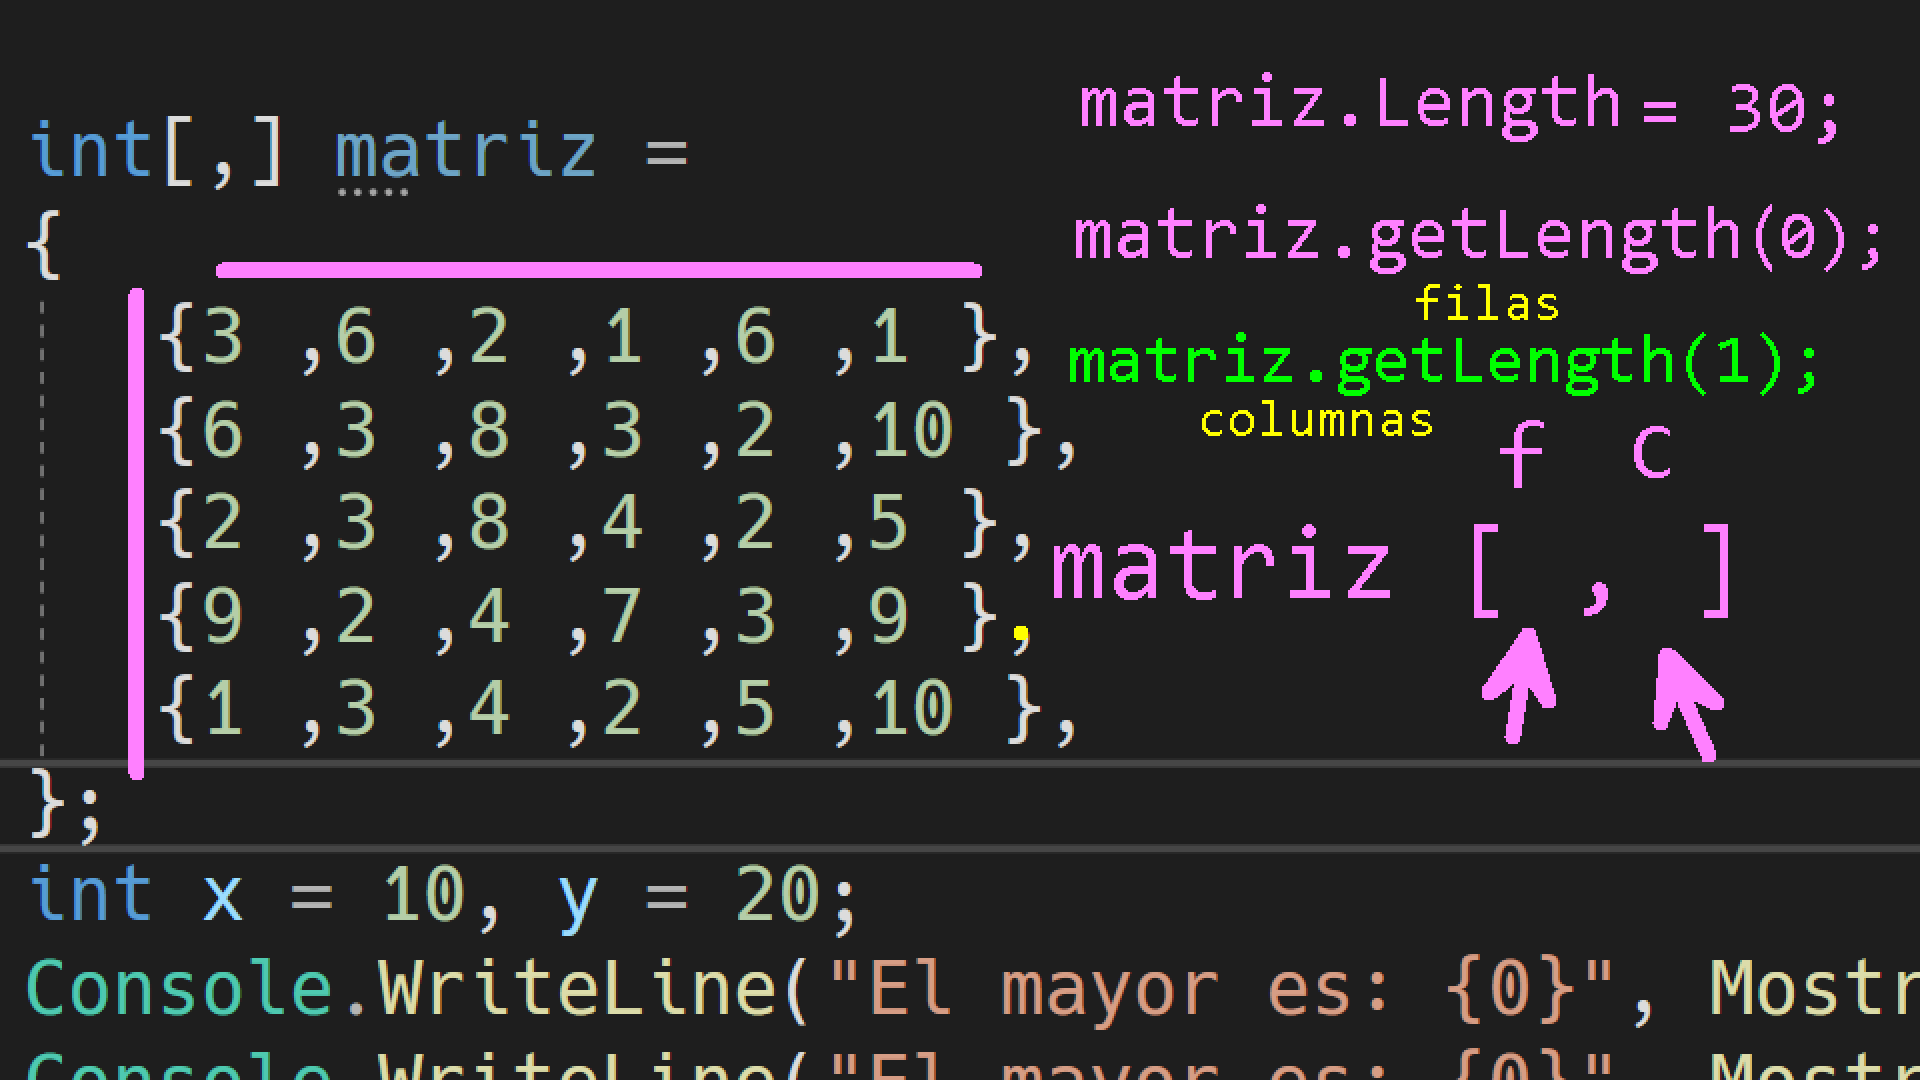 int[,] matriz =
{
{3 ,6 ,2 ,1 ,6 ,1 },
{6 ,3 ,8 ,3 ,2 ,10 },
{2 ,3 ,8 ,4 ,2 ,5 },
{9 ,2 ,4 ,7 ,3 ,9 },
{1 ,3 ,4 ,2 ,5 ,10 },
};
int x = 10, y = 20;
Console.WriteLine("El mayor es: {0}", Mostr
Console.WriteLine("El mayor es: {0}", Mostr
matriz.Length = 30;
matriz.getLength(0);
filas
matriz.getLength(1);
columnas
f c
matriz [ , ]